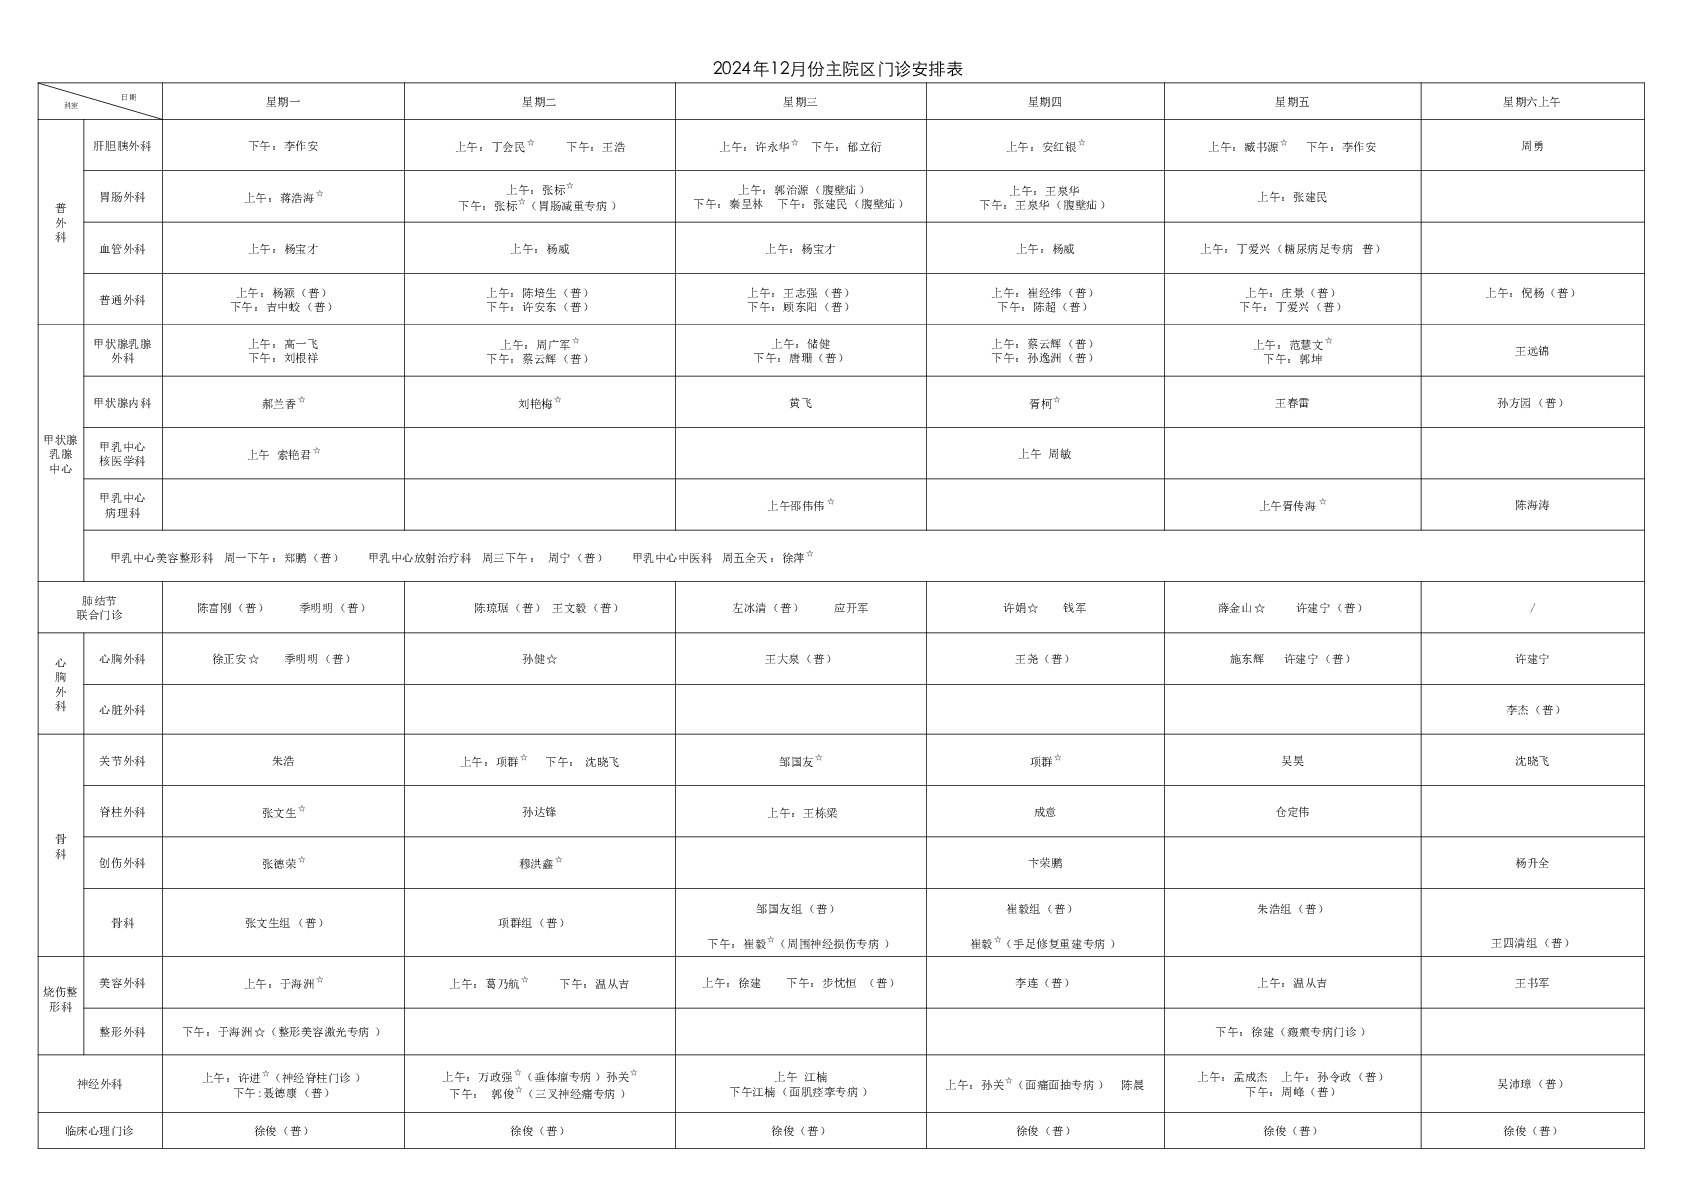 2024年12月份主院区门诊安排表
日期
科室
星期一 星期二 星期三 星期四 星期五 星期六上午
普外科
肝胆胰外科 下午：李作安 上午：丁会民☆ 下午：王浩 上午：许永华☆ 下午：郁立衍 上午：安红银☆ 上午：臧书源☆ 下午：李作安 周勇
胃肠外科 上午：蒋浩海☆ 上午：张标☆ 上午：郭治源（腹壁疝） 上午：王泉华 上午：张建民
下午：张标☆（胃肠减重专病） 下午：秦呈林 下午：张建民（腹壁疝） 下午：王泉华（腹壁疝）
血管外科 上午：杨宝才 上午：杨威 上午：杨宝才 上午：杨威 上午：丁爱兴（糖尿病足专病 普）
普通外科 上午：杨颖（普） 上午：陈培生（普） 上午：王志强（普） 上午：崔经纬（普） 上午：庄景（普） 上午：倪杨（普）
下午：吉中蛟（普） 下午：许安东（普） 下午：顾东阳（普） 下午：陈超（普） 下午：丁爱兴（普）
甲状腺乳腺中心
甲状腺乳腺外科 上午：高一飞 上午：周广军☆ 上午：储健 上午：蔡云辉（普） 上午：范慧文☆ 王远锦
下午：刘根祥 下午：蔡云辉（普） 下午：唐珊（普） 下午：孙逸洲（普） 下午：郭坤
甲状腺内科 郝兰香☆ 刘艳梅☆ 黄飞 胥柯☆ 王春雷 孙方园（普）
甲乳中心核医学科 上午 索艳君☆ 上午 周敏
甲乳中心病理科 上午邵伟伟☆ 上午胥传海☆ 陈海涛
甲乳中心美容整形科 周一下午：郑鹏（普） 甲乳中心放射治疗科 周三下午： 周宁（普） 甲乳中心中医科 周五全天：徐萍☆
肺结节联合门诊 陈富刚（普） 季明明（普） 陈琼琚（普） 王文毅（普） 左冰清（普） 应开军 许娟☆ 钱军 薛金山☆ 许建宁（普） /
心胸外科
心胸外科 徐正安☆ 季明明（普） 孙健☆ 王大泉（普） 王尧（普） 施东辉 许建宁（普） 许建宁
心脏外科 李杰（普）
骨科
关节外科 朱浩 上午：项群☆ 下午： 沈晓飞 邹国友☆ 项群☆ 吴昊 沈晓飞
脊柱外科 张文生☆ 孙达锋 上午：王栋梁 成意 仓定伟
创伤外科 张德荣☆ 穆洪鑫☆ 卞荣鹏 杨升全
骨科 张文生组（普） 项群组（普） 邹国友组（普） 崔毅组（普） 朱浩组（普）
下午：崔毅☆（周围神经损伤专病） 崔毅☆（手足修复重建专病） 王四清组（普）
烧伤整形科
美容外科 上午：于海洲☆ 上午：葛乃航☆ 下午：温从吉 上午：徐建 下午：步忱恒 （普） 李连（普） 上午：温从吉 王书军
整形外科 下午：于海洲☆（整形美容激光专病） 下午：徐建（瘢痕专病门诊）
神经外科 上午：许进☆（神经脊柱门诊） 上午：万政强☆（垂体瘤专病）孙关☆ 上午 江楠 上午：孙关☆（面痛面抽专病） 陈晨 上午：孟成杰 上午：孙令政（普） 吴沛璋（普）
下午：聂德康（普） 下午： 郭俊☆（三叉神经痛专病） 下午江楠（面肌痉挛专病） 下午：周峰（普）
临床心理门诊 徐俊（普） 徐俊（普） 徐俊（普） 徐俊（普） 徐俊（普） 徐俊（普）